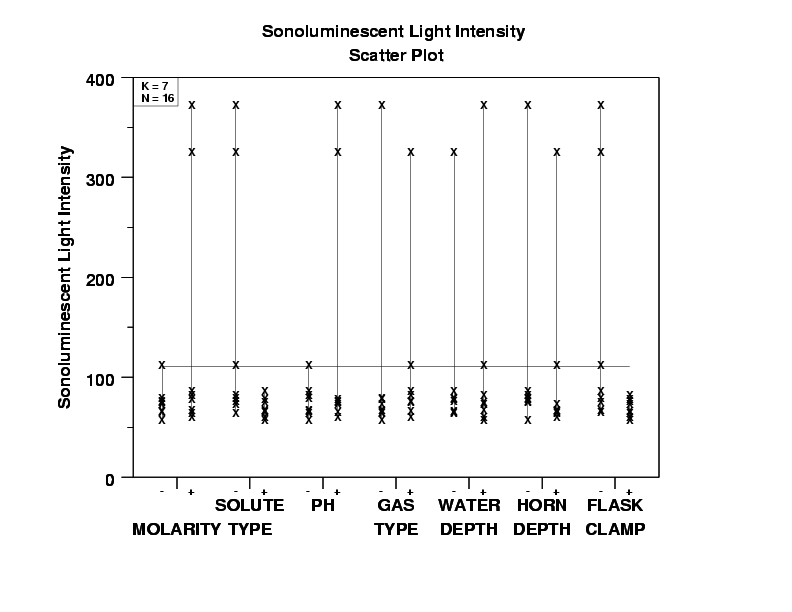 Sonoluminescent Light Intensity
Scatter Plot
K = 7
N = 16
Sonoluminescent Light Intensity
400
300
200
100
0
- + - + - + - + - + - + - +
SOLUTE PH GAS WATER HORN FLASK
MOLARITY TYPE TYPE DEPTH DEPTH CLAMP